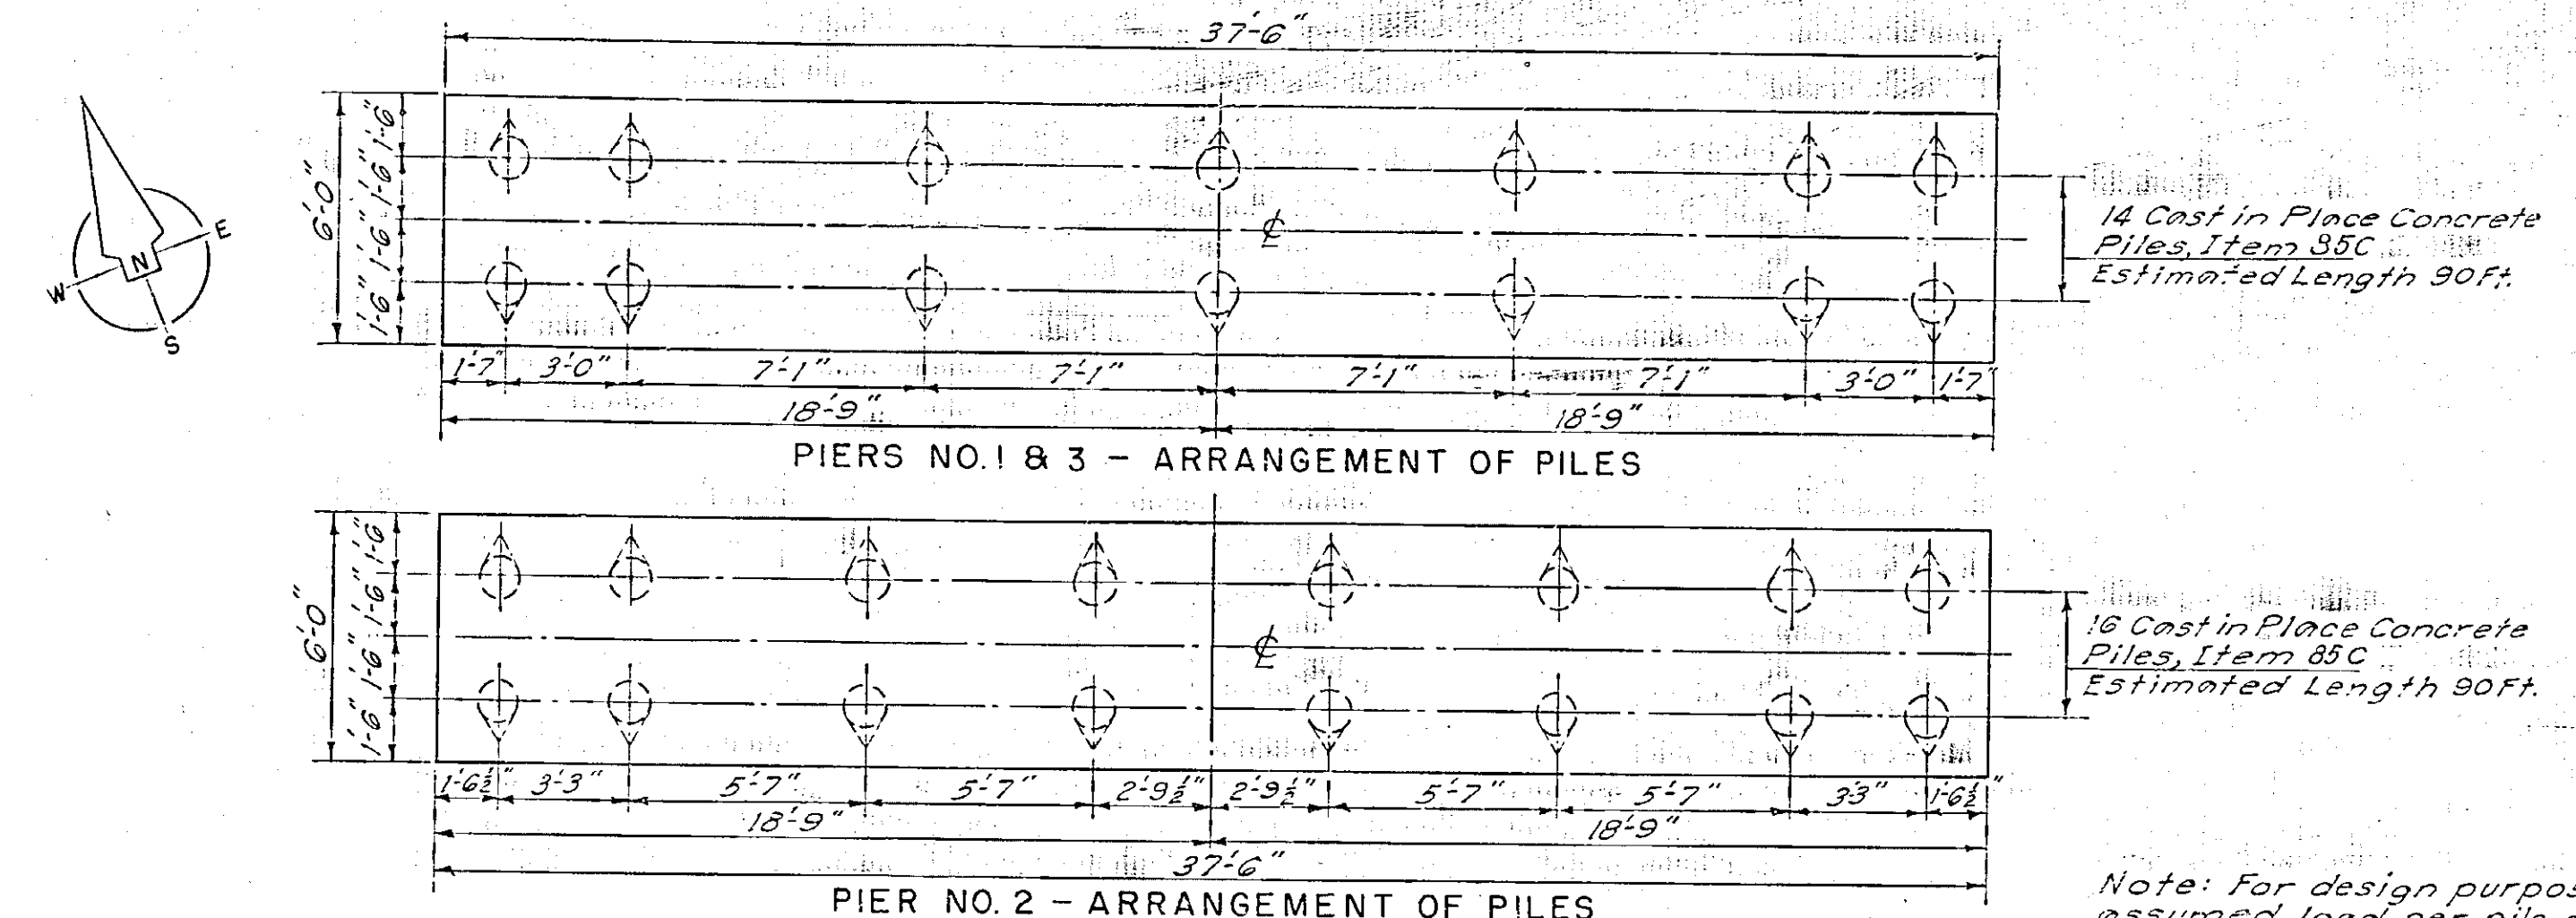 37'-6"
N
E
W
S
6'-0"
1'-6"
1'-6"
1'-6"
1'-6"
℄
14 Cast in Place Concrete
Piles, Item 85C
Estimated Length 90Ft.
1'-7" 3'-0" 7'-1" 7'-1" 7'-1" 7'-1" 3'-0" 1'-7"
18'-9" 18'-9"
PIERS NO.1 & 3 - ARRANGEMENT OF PILES
6'-0"
1'-6"
1'-6"
1'-6"
1'-6"
℄
16 Cast in Place Concrete
Piles, Item 85C
Estimated Length 90Ft.
1'-6½" 3'-3" 5'-7" 5'-7" 2'-9½" 2'-9½" 5'-7" 5'-7" 3'3" 1'-6½"
18'-9" 18'-9"
37'-6"
PIER NO. 2 - ARRANGEMENT OF PILES
Note: For design purpos
assumed load per pile